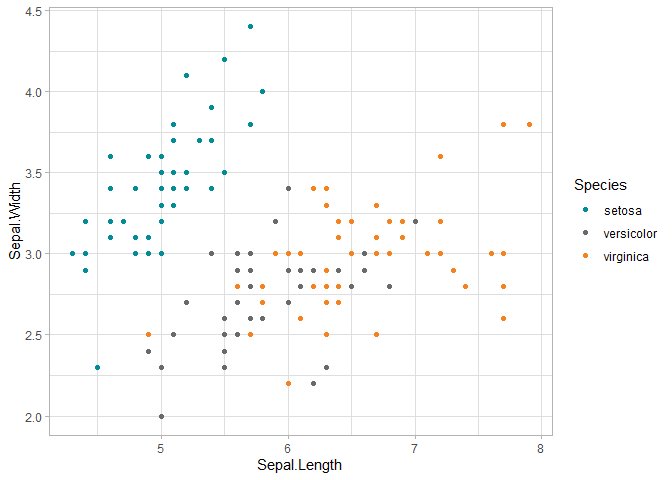 4.5
4.0
3.5
3.0
2.5
2.0
Sepal.Width
5 6 7 8
Sepal.Length
Species
setosa
versicolor
virginica